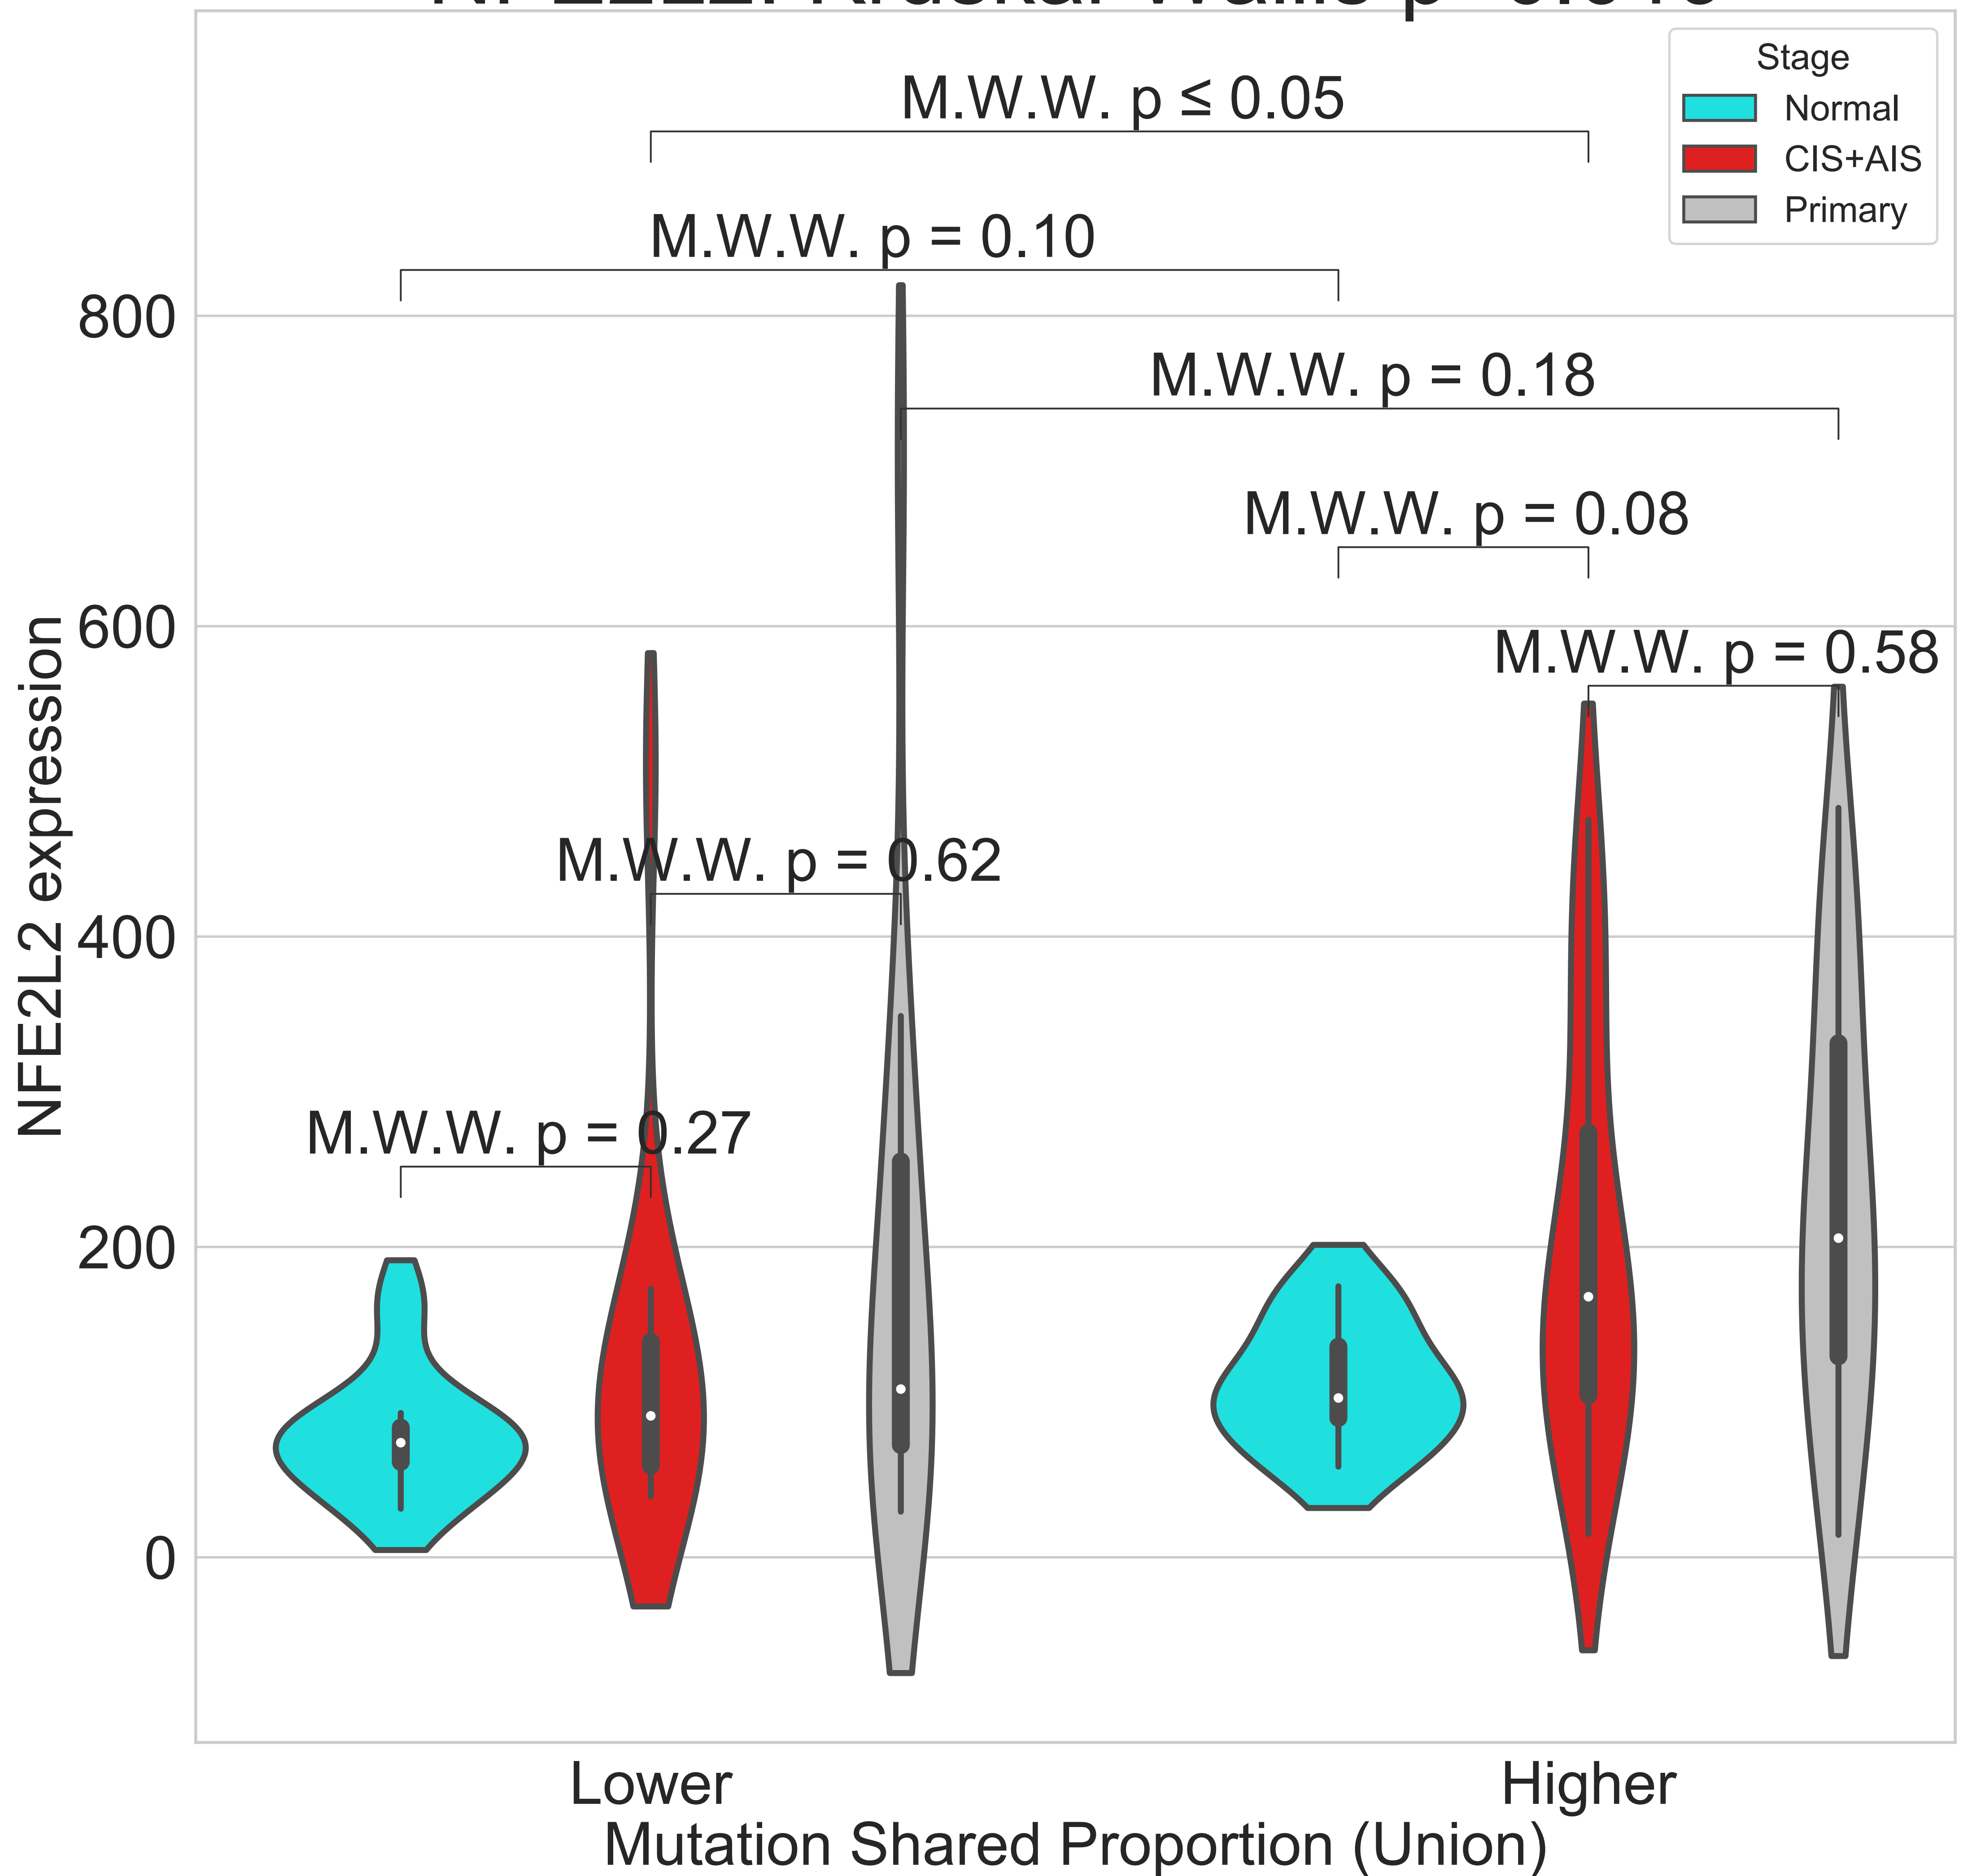 Stage
Normal
CIS+AIS
Primary
M.W.W. p ≤ 0.05
M.W.W. p = 0.10
M.W.W. p = 0.18
M.W.W. p = 0.08
M.W.W. p = 0.58
M.W.W. p = 0.62
M.W.W. p = 0.27
NFE2L2 expression
800
600
400
200
0
Lower
Higher
Mutation Shared Proportion (Union)